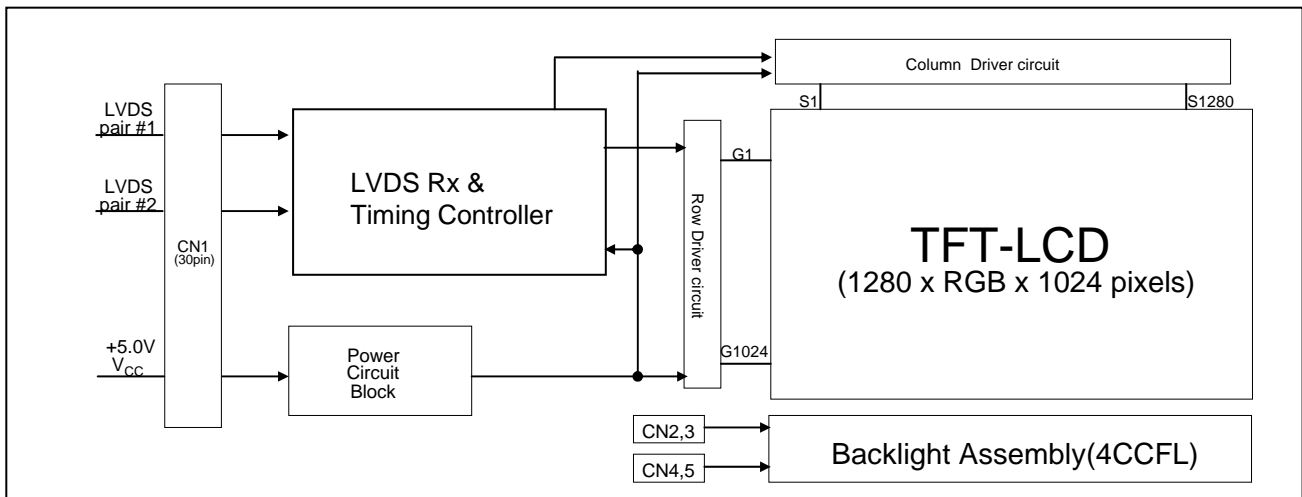 Column Driver circuit
S1
S1280
LVDS
pair #1
LVDS
pair #2
CN1
(30pin)
LVDS Rx &
Timing Controller
Row Driver circuit
G1
G1024
TFT-LCD
(1280 x RGB x 1024 pixels)
+5.0V
VCC
Power
Circuit
Block
CN2,3
CN4,5
Backlight Assembly(4CCFL)